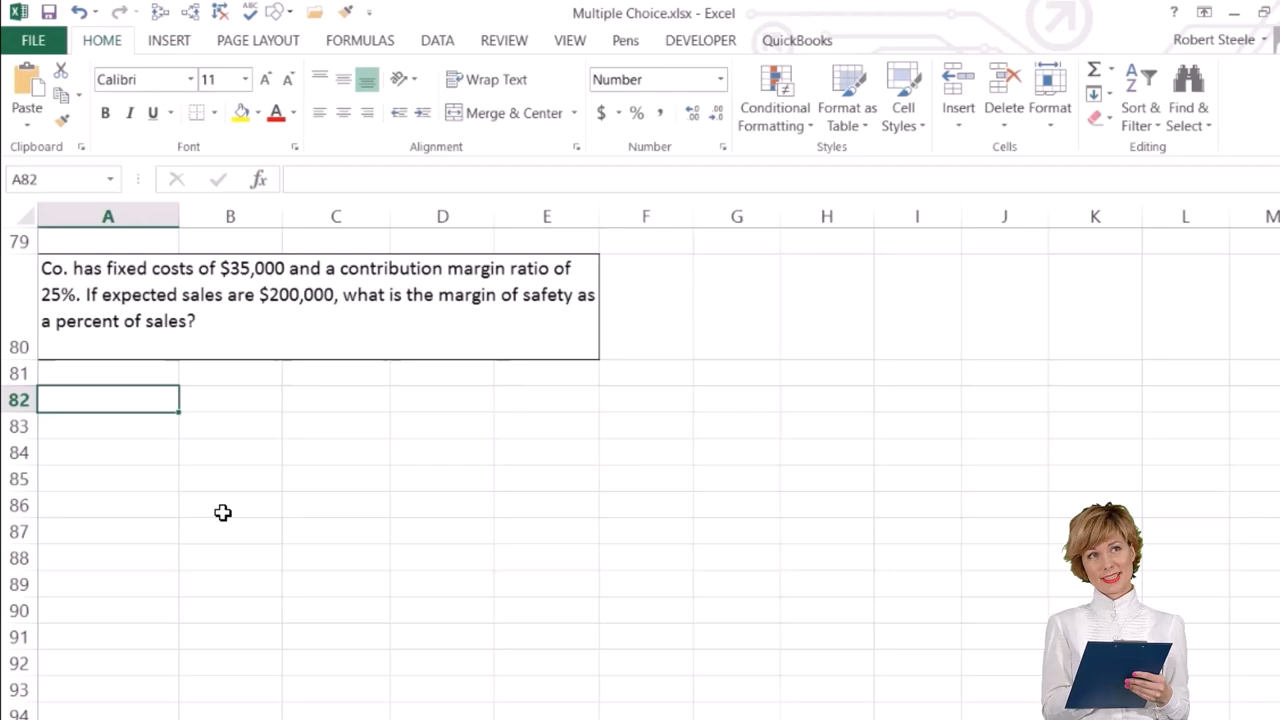 Multiple Choice.xlsx - Excel
?
FILE
HOME
INSERT
PAGE LAYOUT
FORMULAS
DATA
REVIEW
VIEW
Pens
DEVELOPER
QuickBooks
Robert Steele
Paste
Clipboard
Calibri
11
A
A
B
I
U
A
Font
Wrap Text
Merge & Center
Alignment
Number
$
%
,
Number
Conditional
Formatting
Format as
Table
Cell
Styles
Styles
Insert
Delete
Format
Cells
Sort &
Filter
Find &
Select
Editing
A82
fx
A B C D E F G H I J K L M
79
Co. has fixed costs of $35,000 and a contribution margin ratio of
25%. If expected sales are $200,000, what is the margin of safety as
a percent of sales?
80
81
82
83
84
85
86
87
88
89
90
91
92
93
94